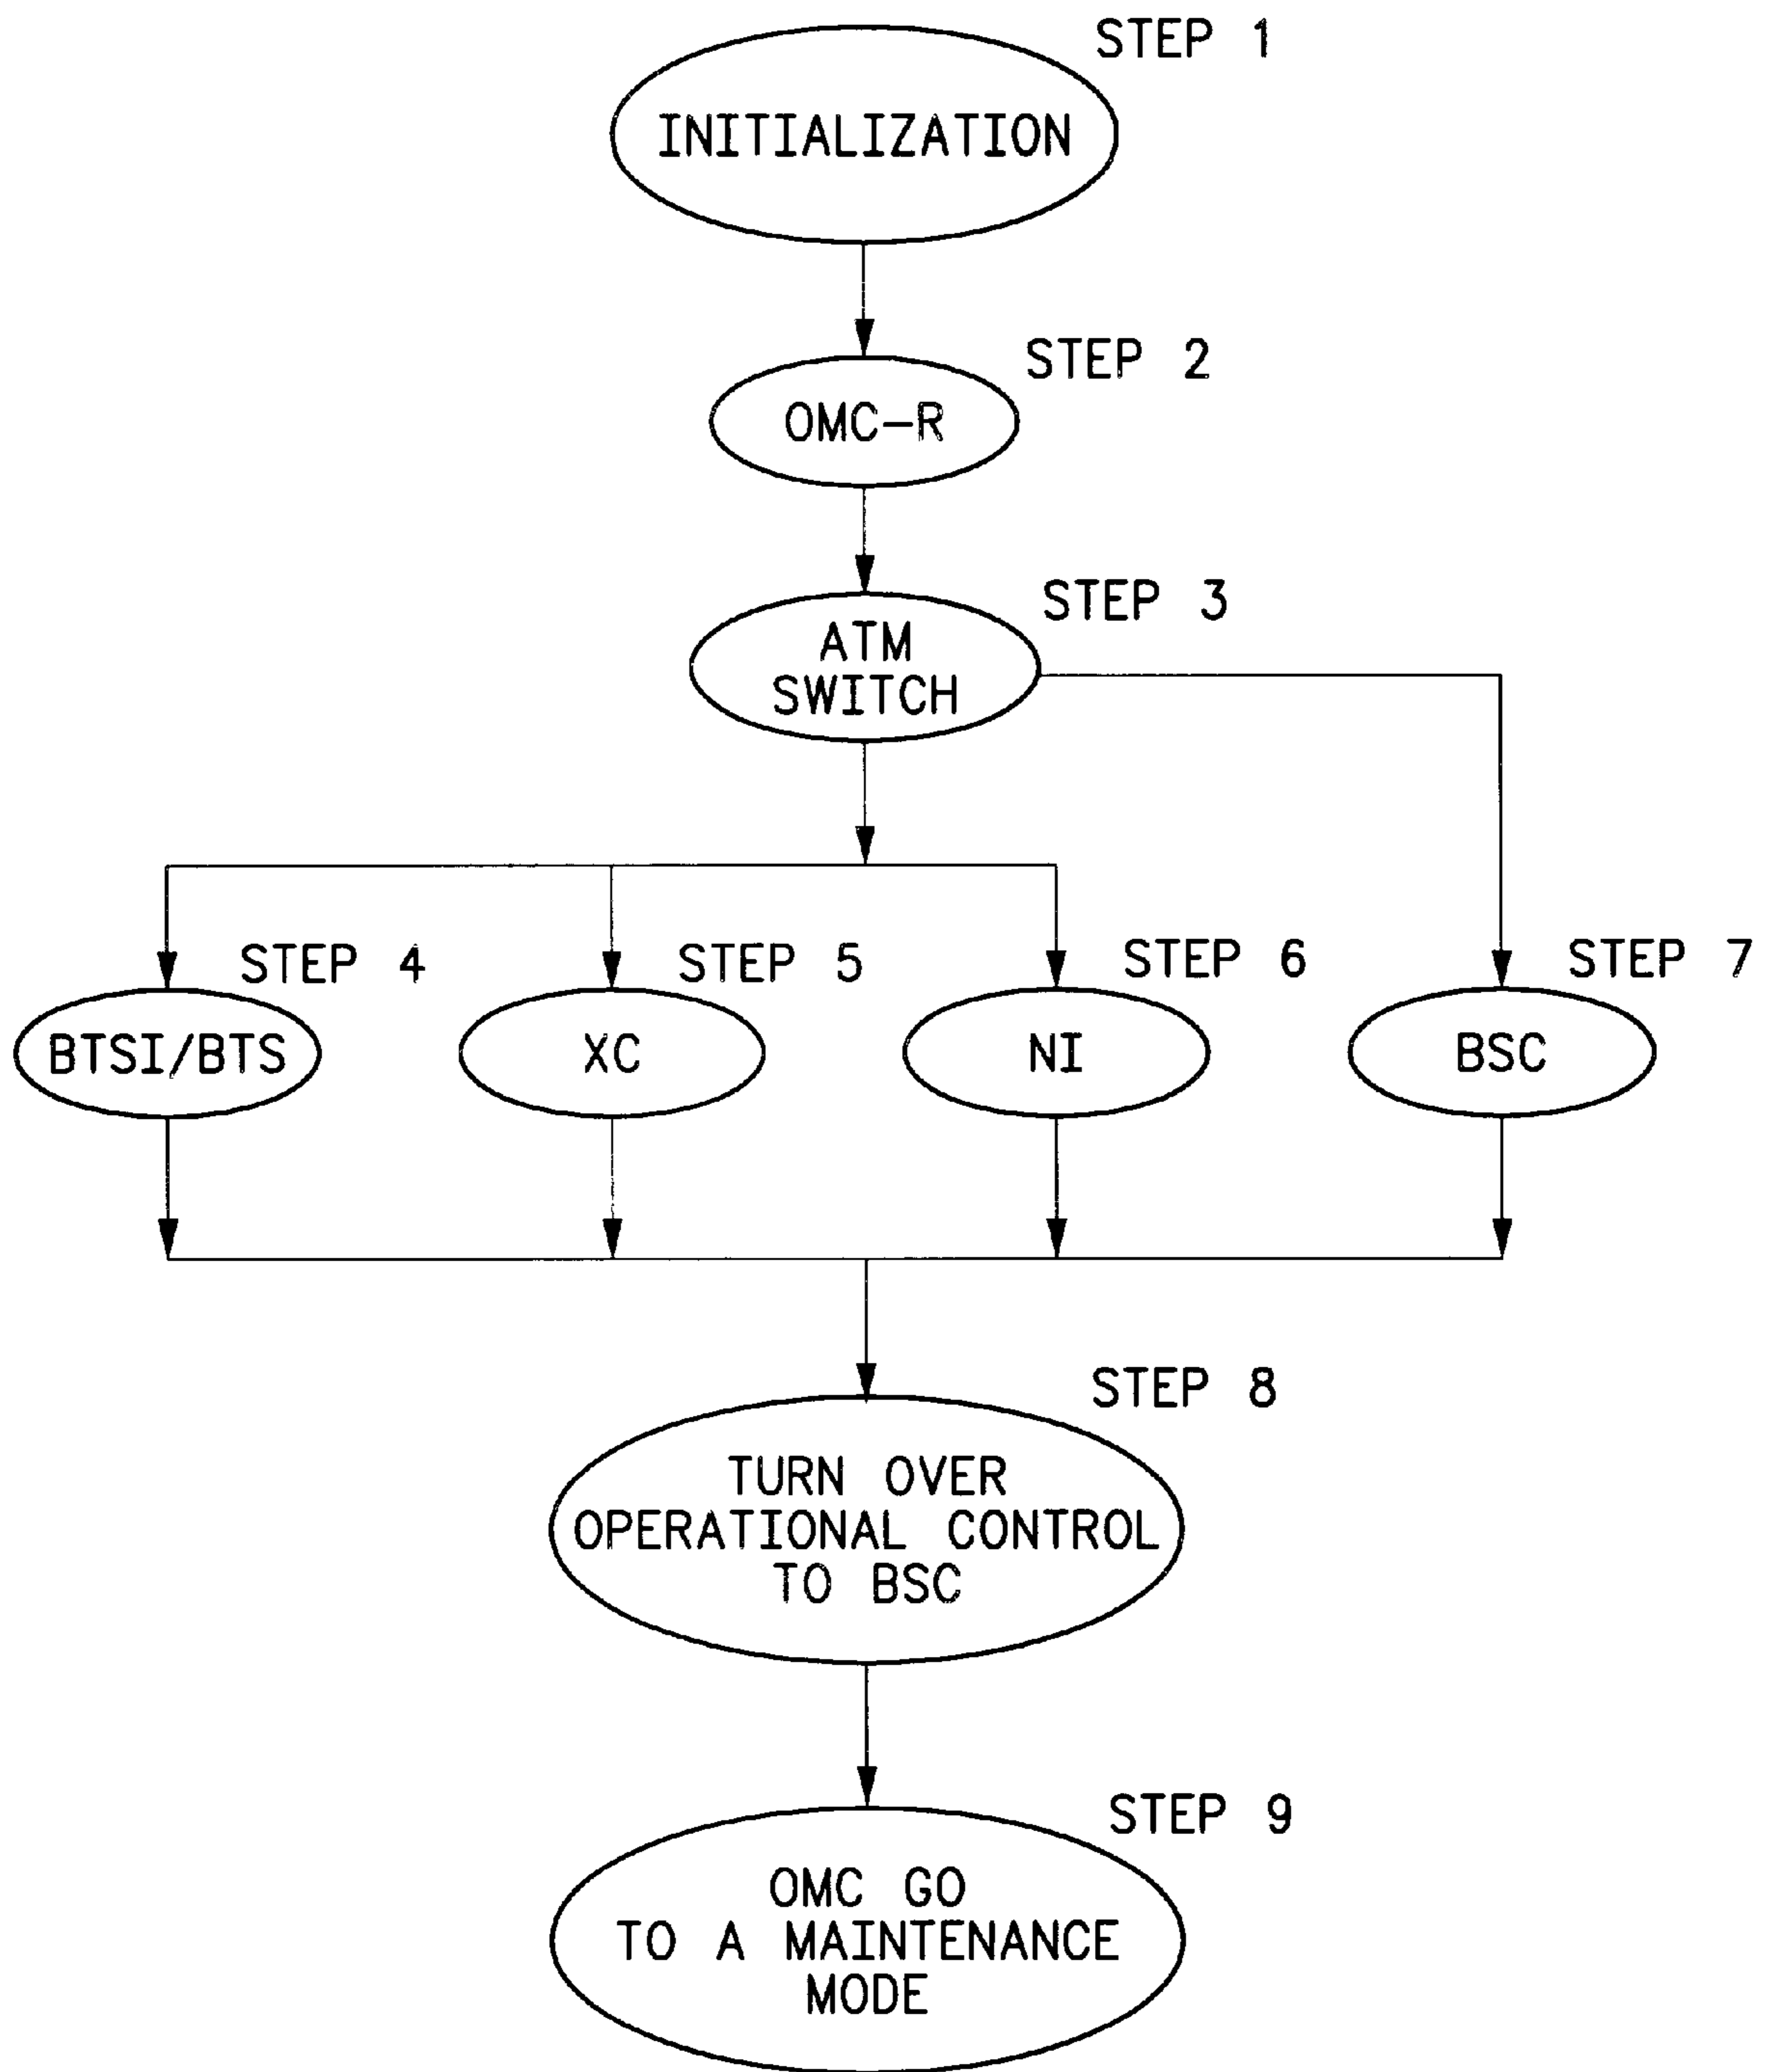 STEP 1
INITIALIZATION
STEP 2
OMC-R
STEP 3
ATM
SWITCH
STEP 4
BTSI/BTS
STEP 5
XC
STEP 6
NI
STEP 7
BSC
STEP 8
TURN OVER
OPERATIONAL CONTROL
TO BSC
STEP 9
OMC GO
TO A MAINTENANCE
MODE